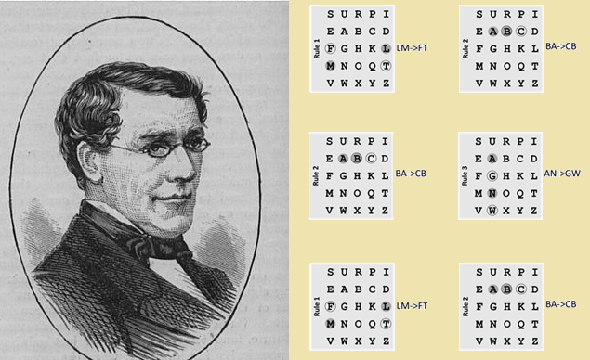 Rule 1
S U R P I
E A B C D
F G H K L
M N O Q T
V W X Y Z
LM->FT
Rule 2
S U R P I
E A B C D
F G H K L
M N O Q T
V W X Y Z
BA->CB
Rule 2
S U R P I
E A B C D
F G H K L
M N O Q T
V W X Y Z
BA->CB
Rule 3
S U R P I
E A B C D
F G H K L
M N O Q T
V W X Y Z
AN->GW
Rule 1
S U R P I
E A B C D
F G H K L
M N O Q T
V W X Y Z
LM->FT
Rule 2
S U R P I
E A B C D
F G H K L
M N O Q T
V W X Y Z
BA->CB